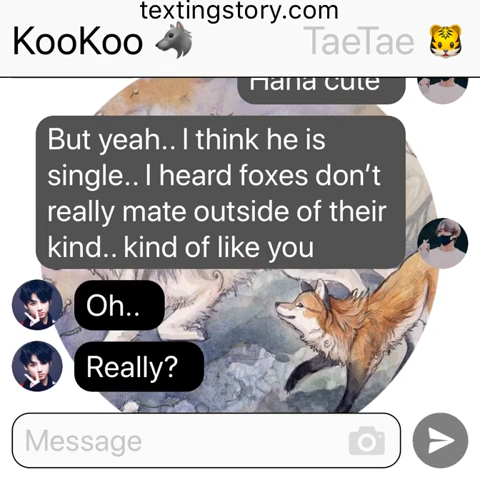 textingstory.com
KooKoo 🐺 TaeTae 🐯
Haha cute
But yeah.. I think he is
single.. I heard foxes don’t
really mate outside of their
kind.. kind of like you
Oh..
Really?
Message